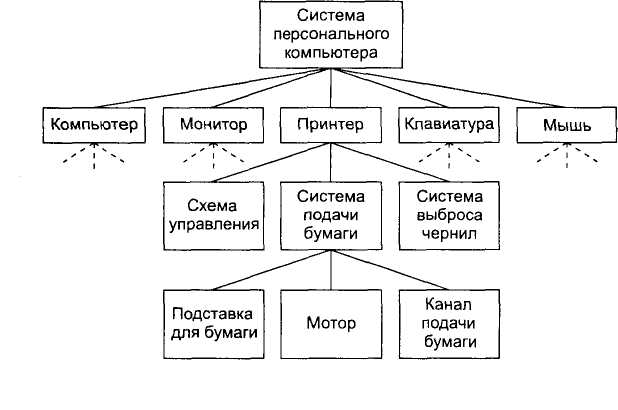 Система
персонального
компьютера
Компьютер
Монитор
Принтер
Клавиатура
Мышь
Схема
управления
Система
подачи
бумаги
Система
выброса
чернил
Подставка
для бумаги
Мотор
Канал
подачи
бумаги